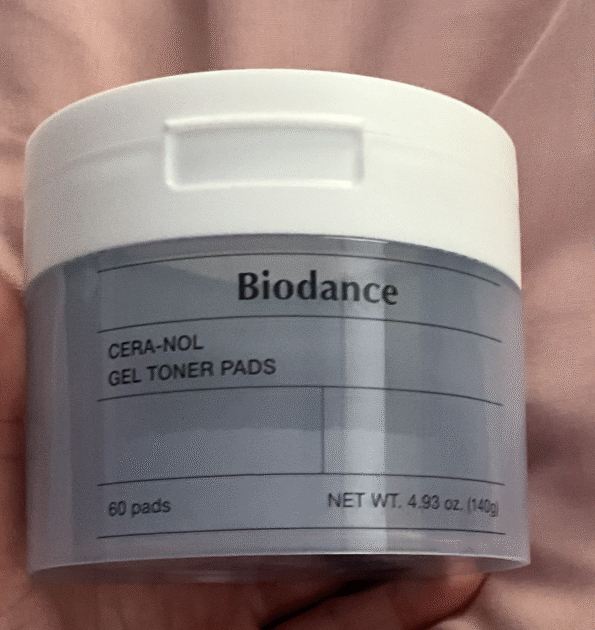 Biodance
CERA-NOL
GEL TONER PADS
60 pads
NET WT. 4.93 oz. (140g)